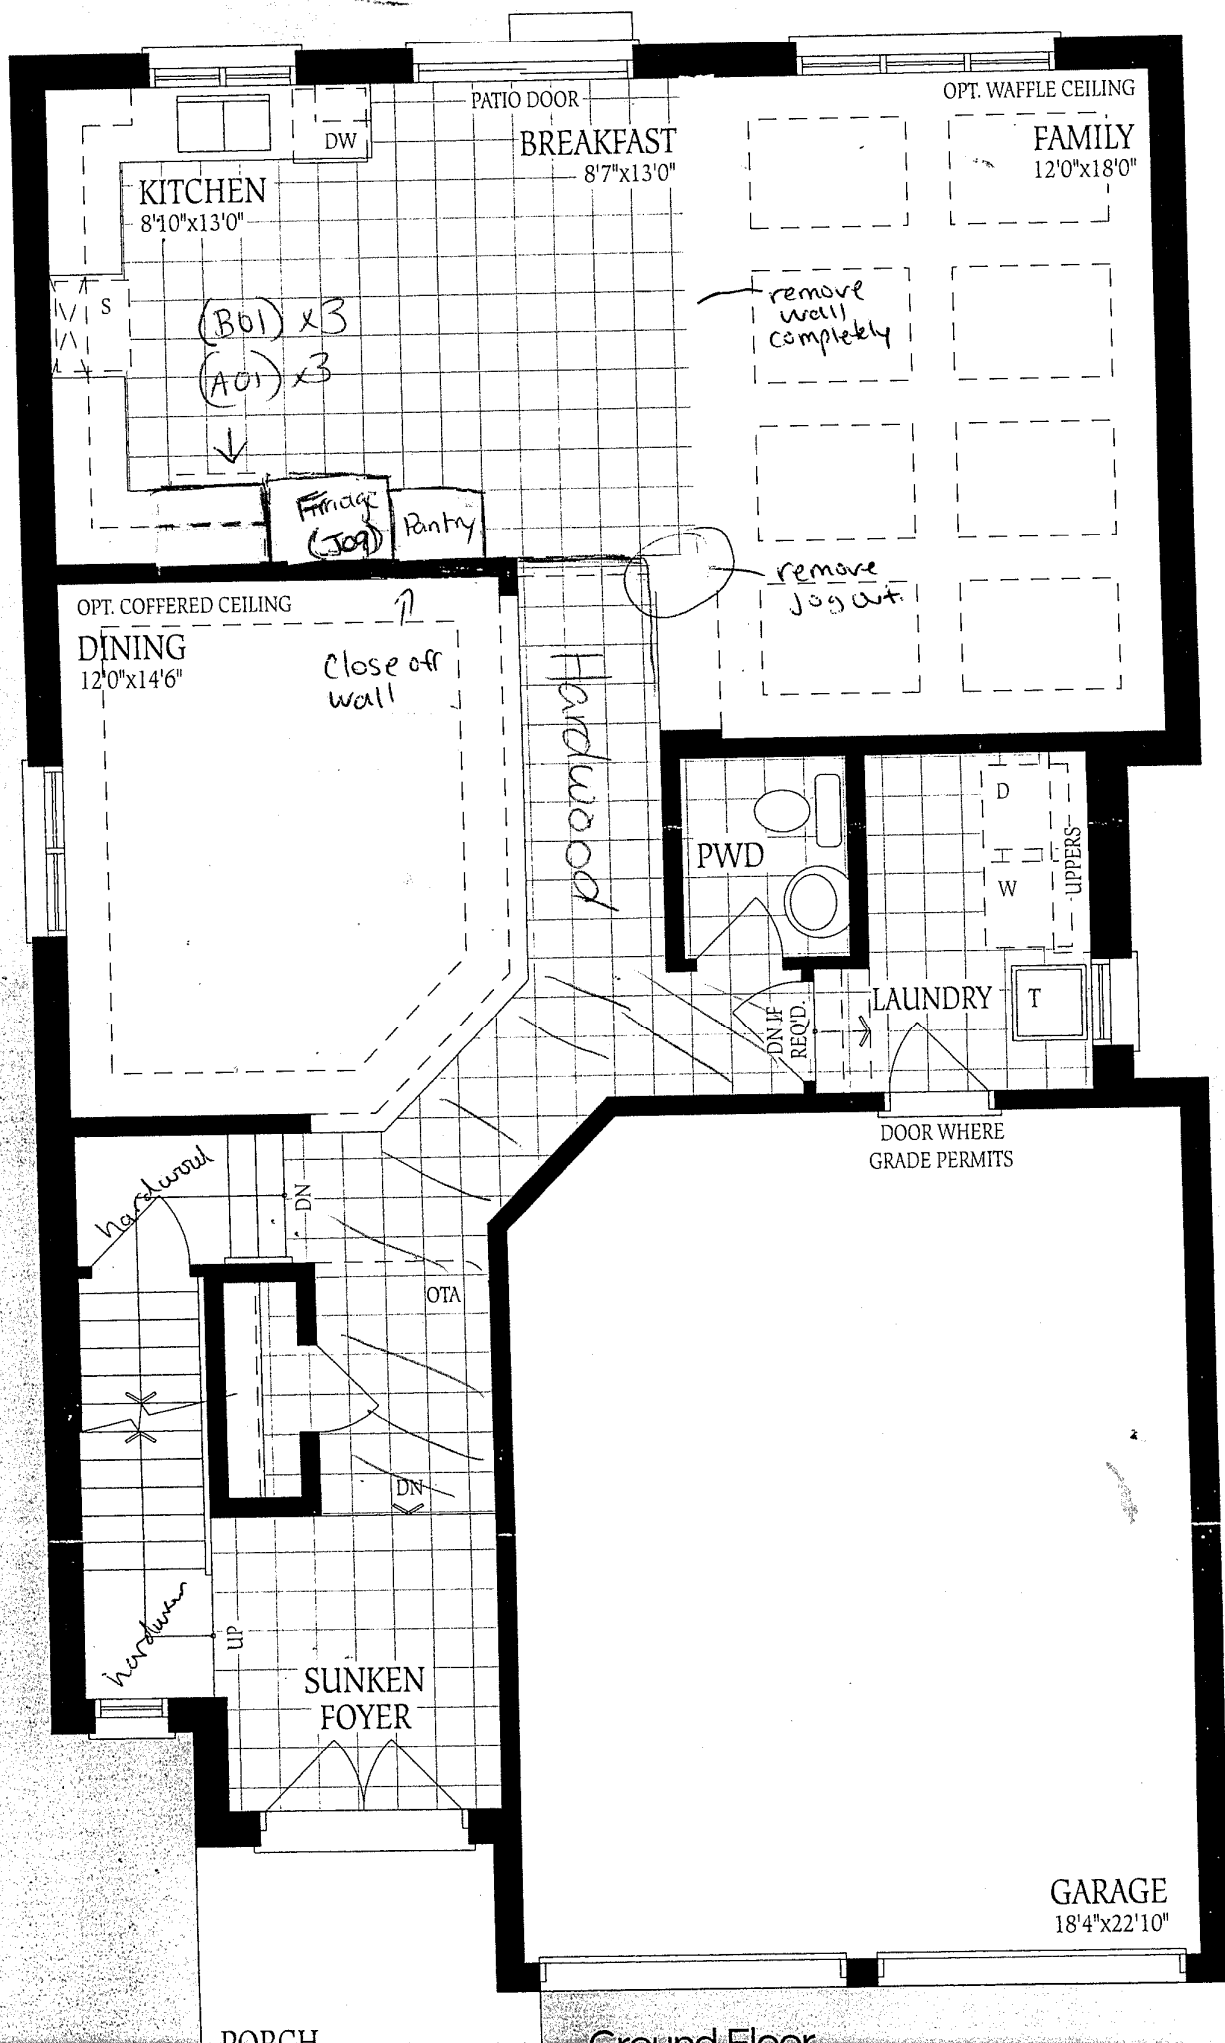 PATIO DOOR
OPT. WAFFLE CEILING
DW
BREAKFAST
8'7"x13'0"
FAMILY
12'0"x18'0"
KITCHEN
8'10"x13'0"
S
(B01) x3
(A01) x3
remove
wall
completely
Fridge
(Jog)
Pantry
remove
jog out.
OPT. COFFERED CEILING
DINING
12'0"x14'6"
Close off
wall
Hardwood
PWD
D
W
UPPERS
LAUNDRY
T
DN IF
REQ'D.
DOOR WHERE
GRADE PERMITS
hardwood
DN
OTA
DN
UP
SUNKEN
FOYER
GARAGE
18'4"x22'10"
PORCH
Ground Floor